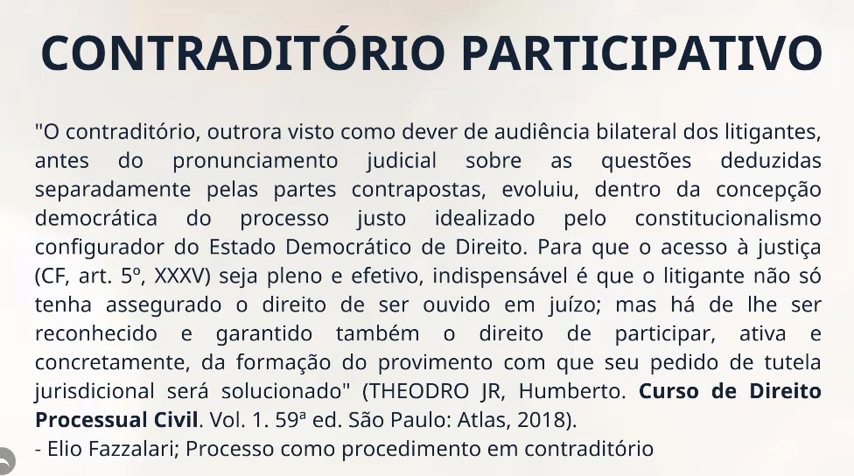 CONTRADITÓRIO PARTICIPATIVO
"O contraditório, outrora visto como dever de audiência bilateral dos litigantes,
antes do pronunciamento judicial sobre as questões deduzidas
separadamente pelas partes contrapostas, evoluiu, dentro da concepção
democrática do processo justo idealizado pelo constitucionalismo
configurador do Estado Democrático de Direito. Para que o acesso à justiça
(CF, art. 5º, XXXV) seja pleno e efetivo, indispensável é que o litigante não só
tenha assegurado o direito de ser ouvido em juízo; mas há de lhe ser
reconhecido e garantido também o direito de participar, ativa e
concretamente, da formação do provimento com que seu pedido de tutela
jurisdicional será solucionado" (THEODRO JR, Humberto. Curso de Direito
Processual Civil. Vol. 1. 59ª ed. São Paulo: Atlas, 2018).
- Elio Fazzalari; Processo como procedimento em contraditório